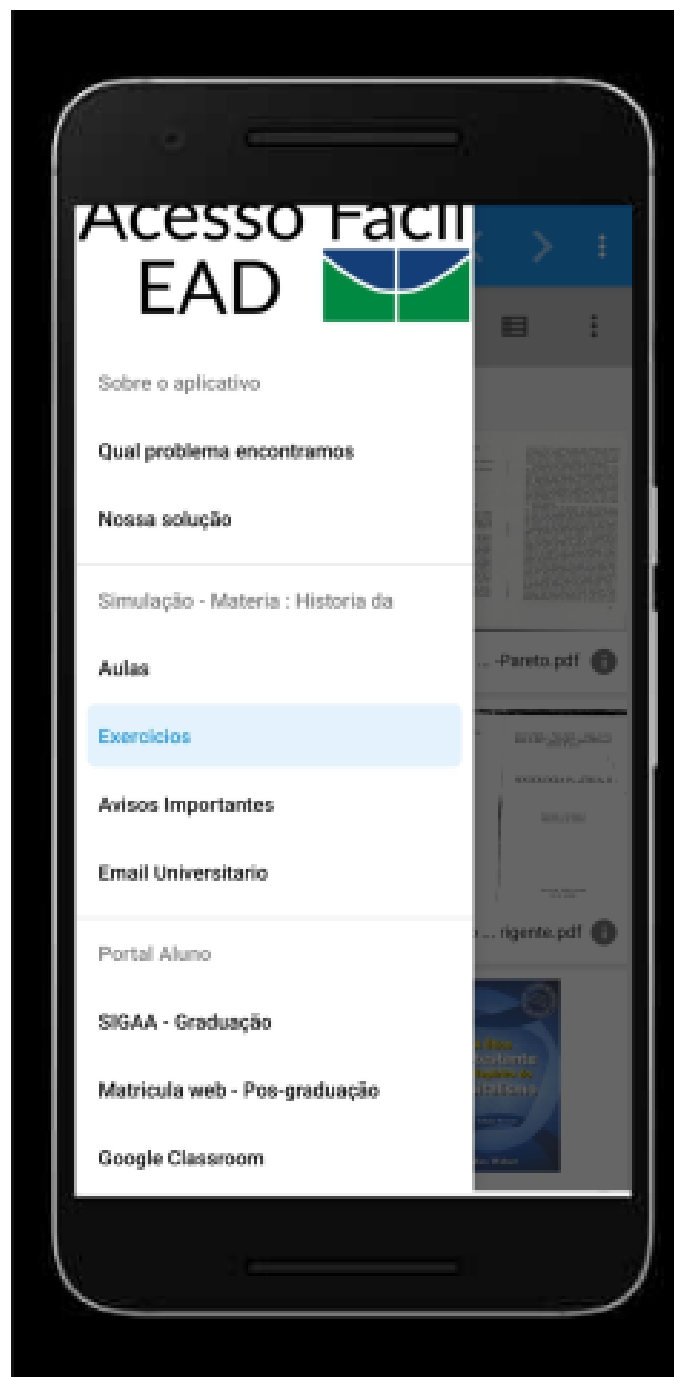 Acesso Facil
EAD
Sobre o aplicativo
Qual problema encontramos
Nossa solução
Simulação - Materia : Historia da
Aulas
... -Pareto.pdf
Exercicios
Avisos Importantes
Email Universitario
... rigente.pdf
Portal Aluno
SIGAA - Graduação
Matricula web - Pos-graduação
Google Classroom